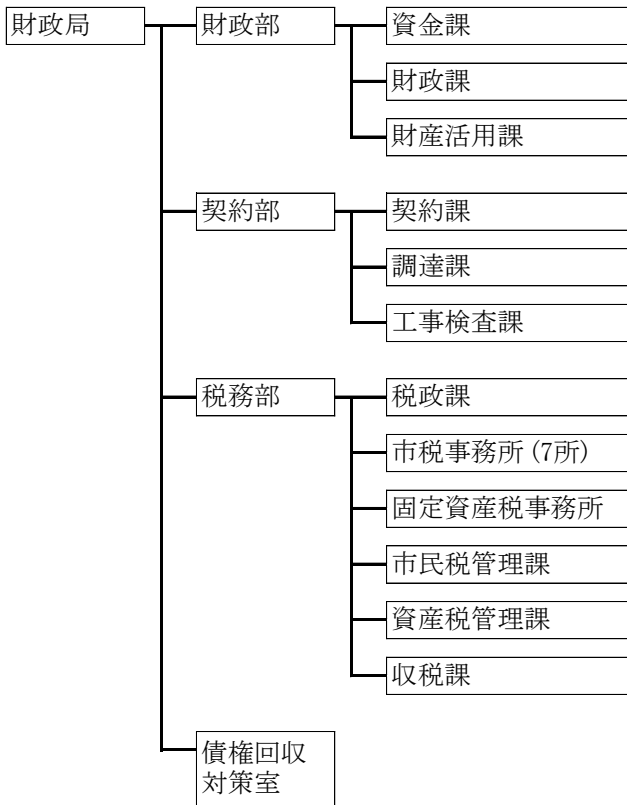 財政局
財政部
資金課
財政課
財産活用課
契約部
契約課
調達課
工事検査課
税務部
税政課
市税事務所 (7所)
固定資産税事務所
市民税管理課
資産税管理課
収税課
債権回収
対策室